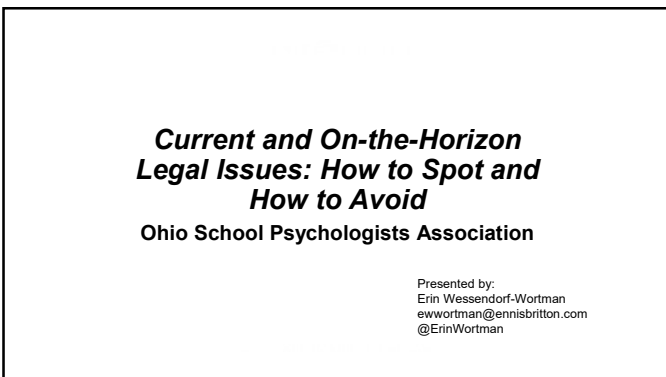 Current and On-the-Horizon
Legal Issues: How to Spot and
How to Avoid
Ohio School Psychologists Association
Presented by:
Erin Wessendorf-Wortman
ewwortman@ennisbritton.com
@ErinWortman